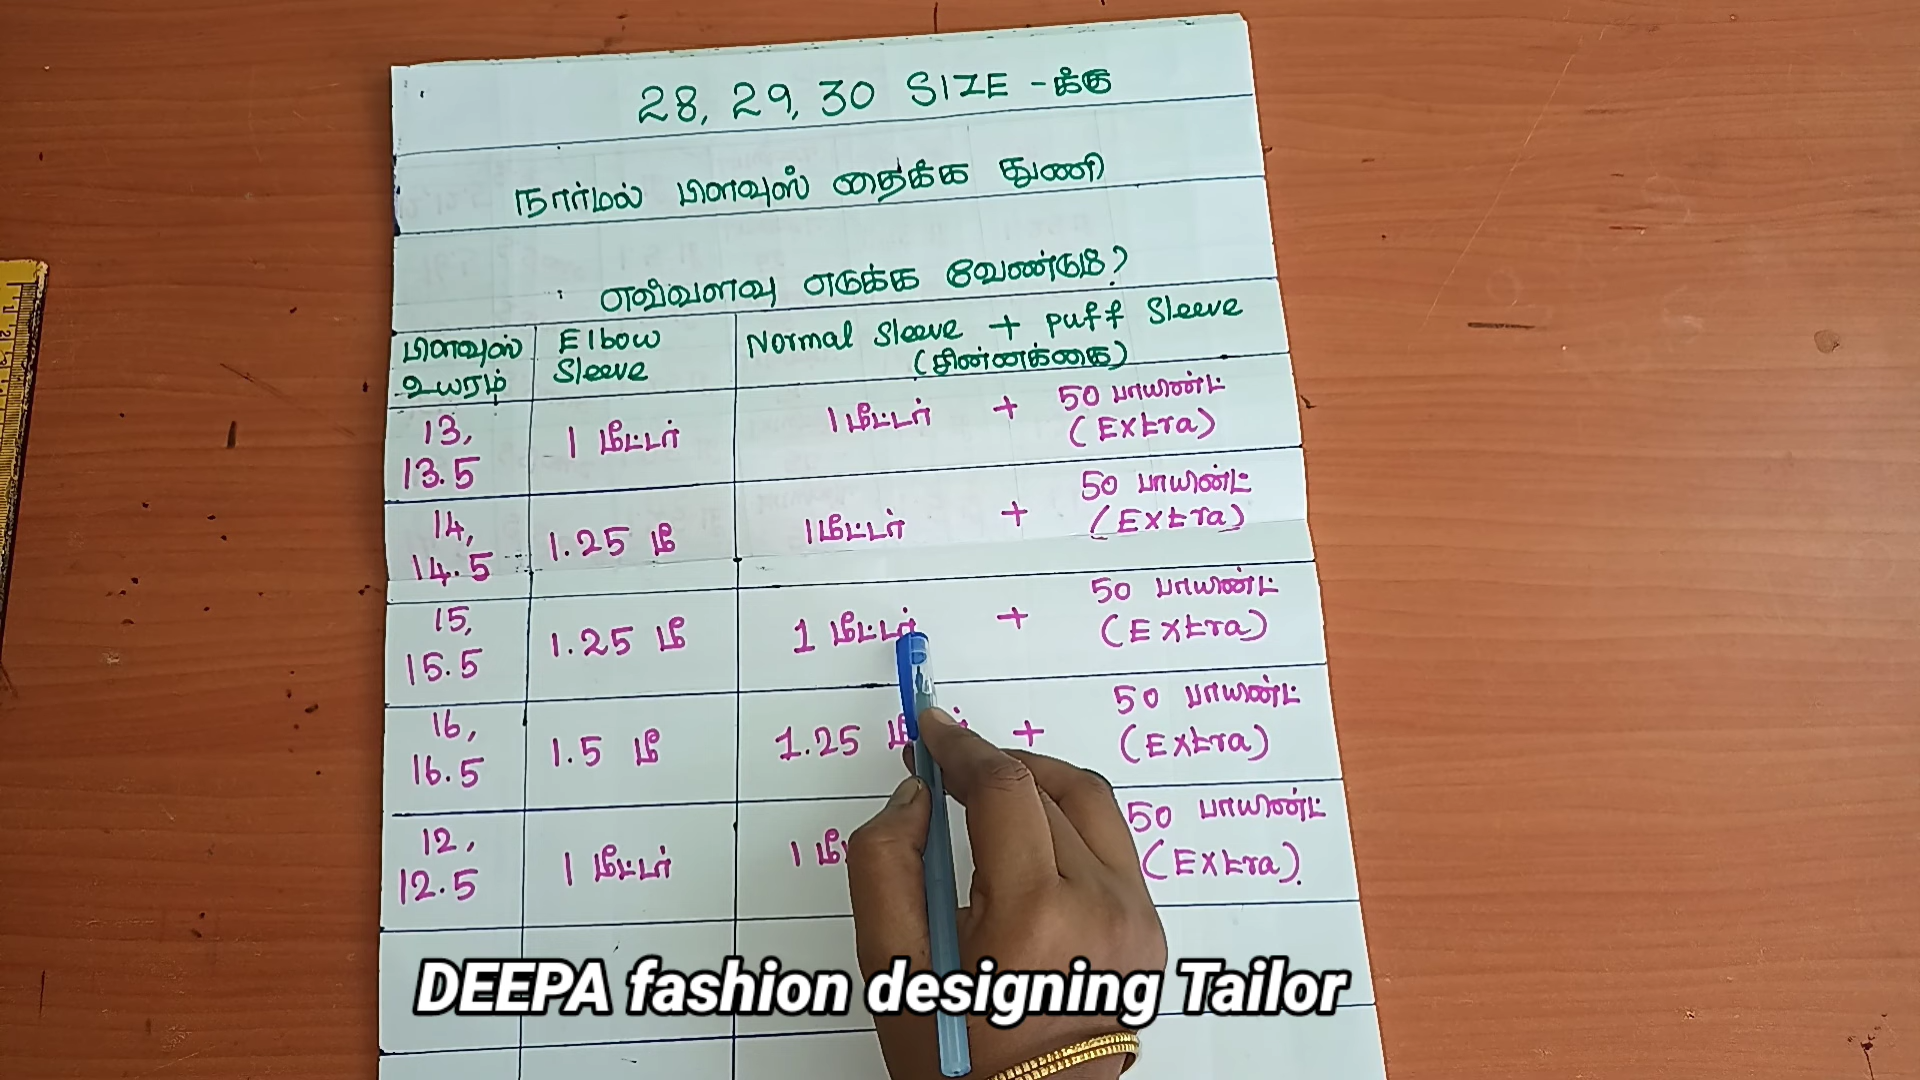 28, 29, 30 SIZE - க்கு
நார்மல் பிளவுஸ் தைக்க துணி
எவ்வளவு எடுக்க வேண்டும்?
பிளவுஸ் உயரம் Elbow Sleeve Normal Sleeve + puff Sleeve (சின்னக்கை)
13, 13.5 1 மீட்டர் 1 மீட்டர் + 50 பாயிண்ட் (Extra)
14, 14.5 1.25 மீ 1 மீட்டர் + 50 பாயிண்ட் (Extra)
15, 15.5 1.25 மீ 1 மீட்டர் + 50 பாயிண்ட் (Extra)
16, 16.5 1.5 மீ 1.25 + 50 பாயிண்ட் (Extra)
12, 12.5 1 மீட்டர் 1 50 பாயிண்ட் (Extra)
DEEPA fashion designing Tailor